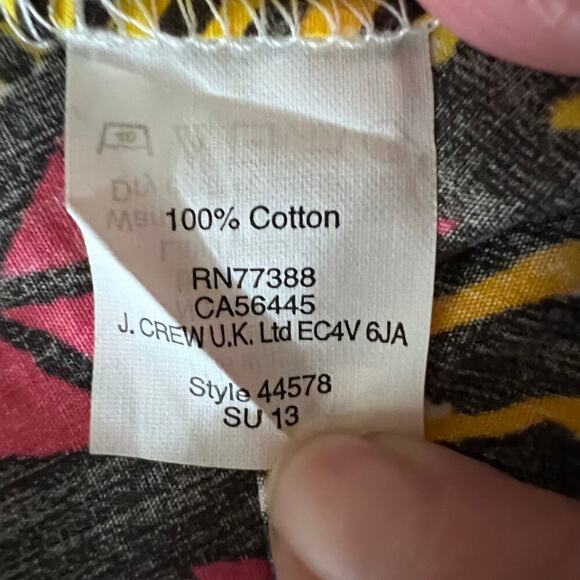 100% Cotton
RN77388
CA56445
J. CREW U.K. Ltd EC4V 6JA
Style 44578
SU 13